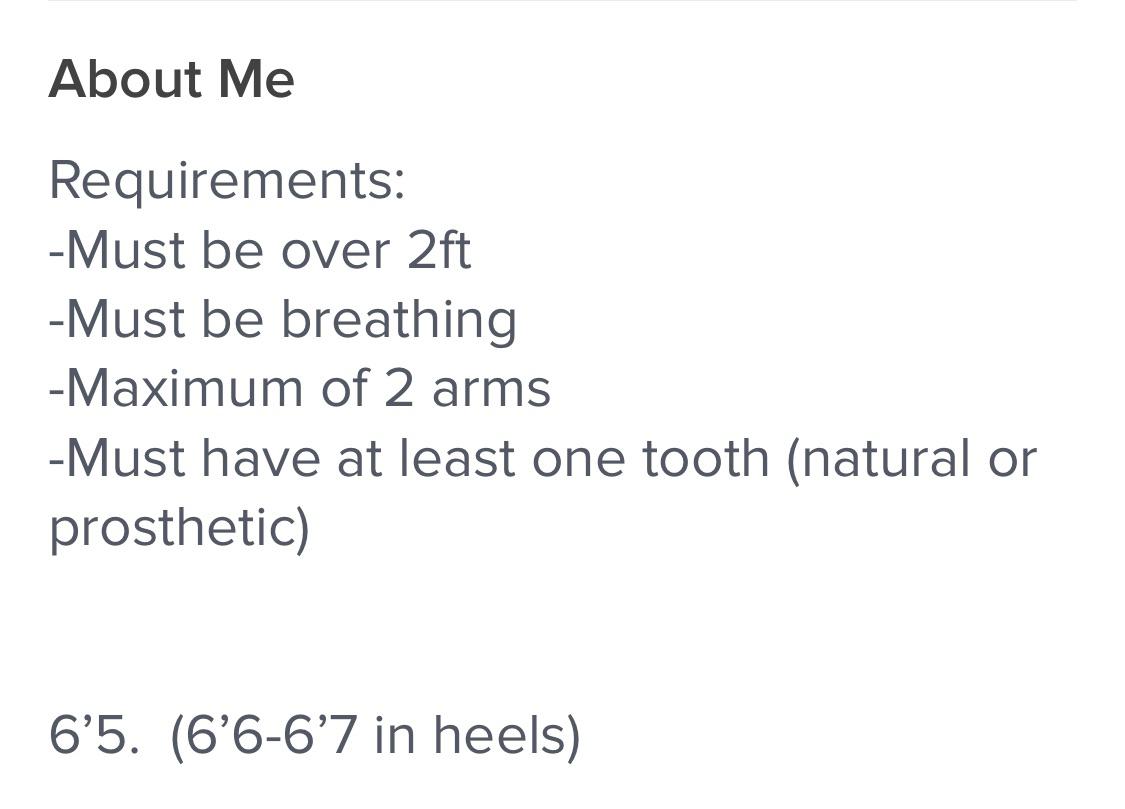 About Me
Requirements:
-Must be over 2ft
-Must be breathing
-Maximum of 2 arms
-Must have at least one tooth (natural or
prosthetic)
6’5.  (6’6-6’7 in heels)